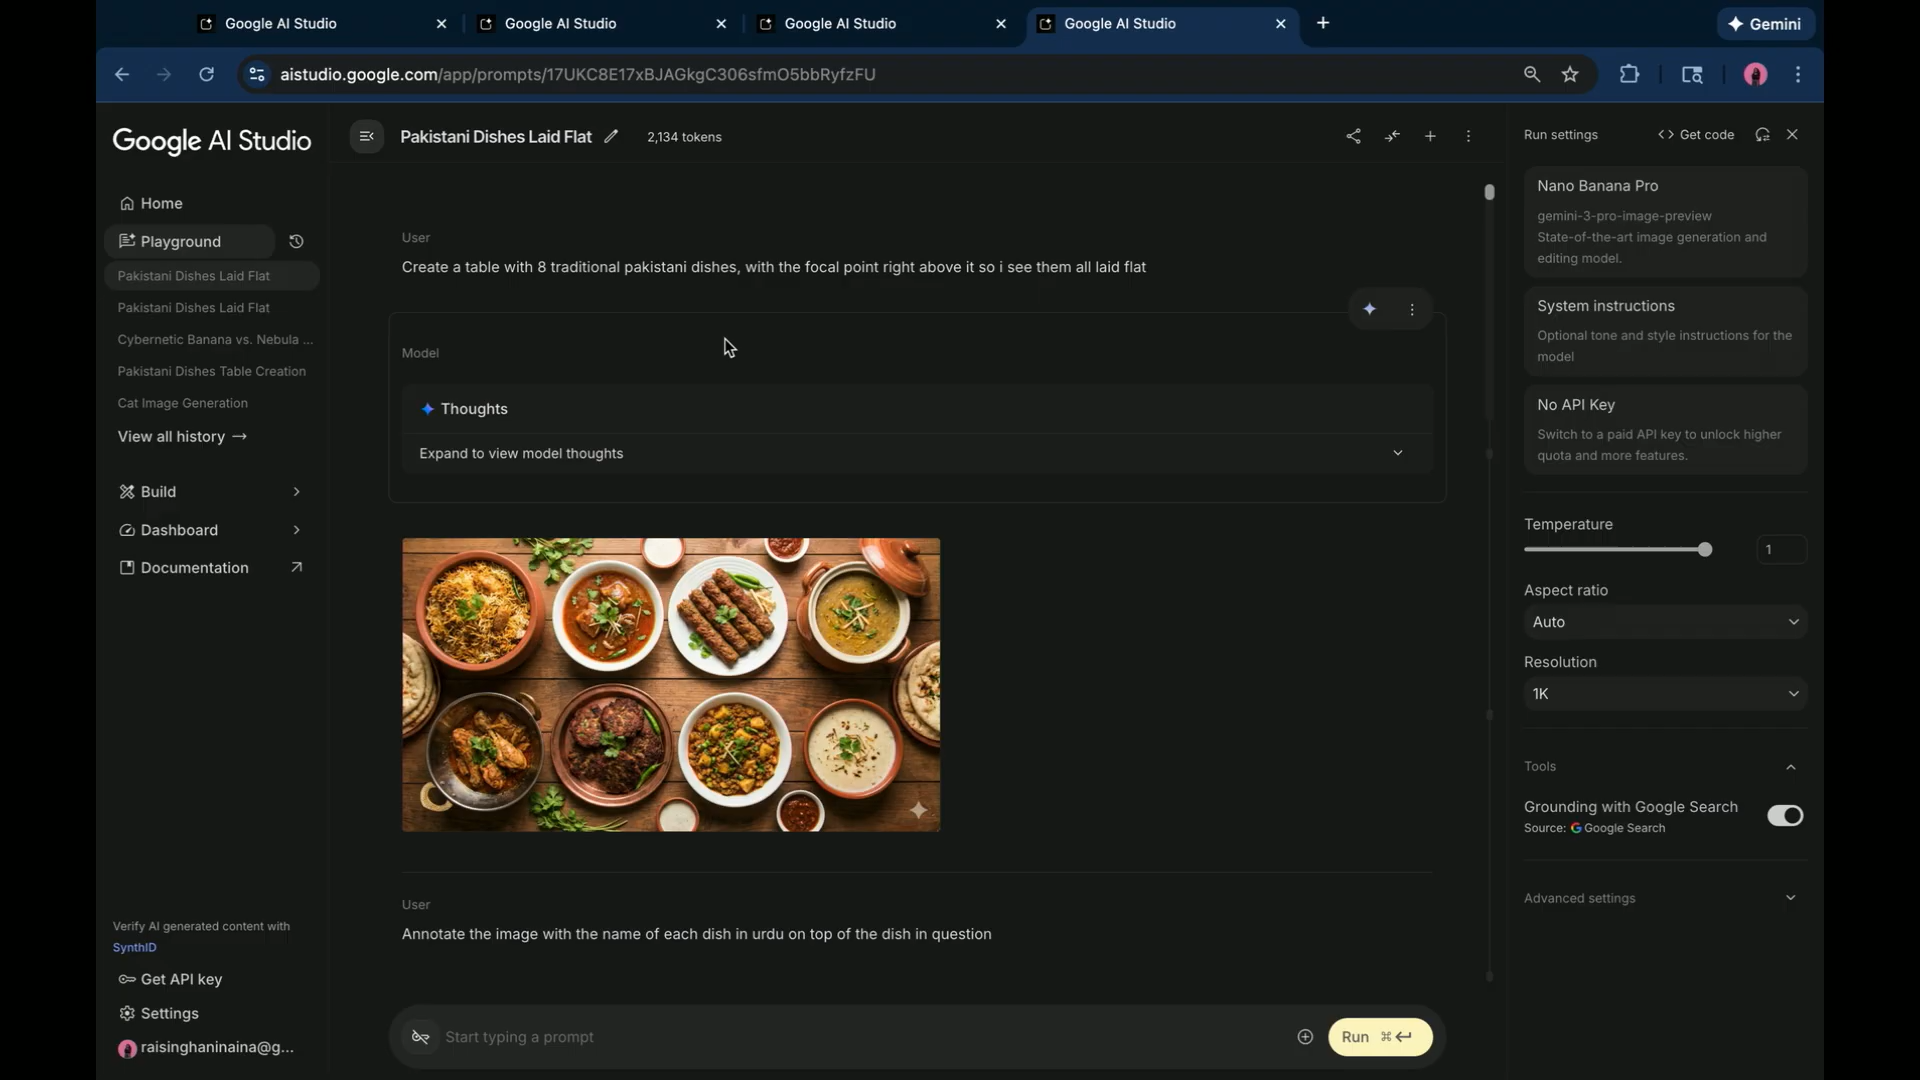 Google AI Studio
Google AI Studio
Google AI Studio
Google AI Studio
Gemini
aistudio.google.com/app/prompts/17UKC8E17xBJAGkgC306sfmO5bbRyfzFU
Google AI Studio
Home
Playground
Pakistani Dishes Laid Flat
Pakistani Dishes Laid Flat
Cybernetic Banana vs. Nebula ...
Pakistani Dishes Table Creation
Cat Image Generation
View all history →
Build
Dashboard
Documentation
Verify AI generated content with
SynthID
Get API key
Settings
raisinghaninaina@g...
Pakistani Dishes Laid Flat
2,134 tokens
User
Create a table with 8 traditional pakistani dishes, with the focal point right above it so i see them all laid flat
Model
Thoughts
Expand to view model thoughts
User
Annotate the image with the name of each dish in urdu on top of the dish in question
Start typing a prompt
Run ⌘↩
Run settings
<> Get code
Nano Banana Pro
gemini-3-pro-image-preview
State-of-the-art image generation and
editing model.
System instructions
Optional tone and style instructions for the
model
No API Key
Switch to a paid API key to unlock higher
quota and more features.
Temperature
1
Aspect ratio
Auto
Resolution
1K
Tools
Grounding with Google Search
Source: Google Search
Advanced settings